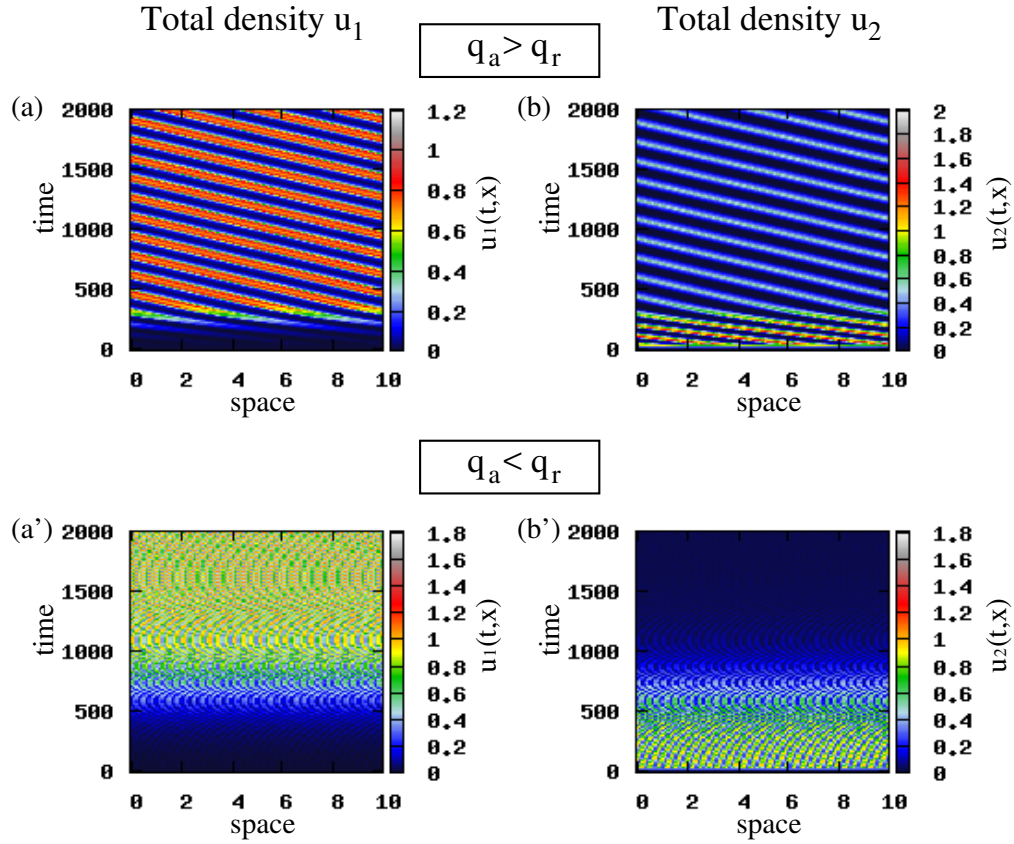 Total density u₁ Total density u₂
qₐ > qᵣ
(a) (b)
2000 1500 1000 500 0
time
0 2 4 6 8 10
space
1.2 1 0.8 0.6 0.4 0.2 0
u₁(t,x)
2000 1500 1000 500 0
time
0 2 4 6 8 10
space
2 1.8 1.6 1.4 1.2 1 0.8 0.6 0.4 0.2 0
u₂(t,x)
qₐ < qᵣ
(a') (b')
2000 1500 1000 500 0
time
0 2 4 6 8 10
space
1.8 1.6 1.4 1.2 1 0.8 0.6 0.4 0.2 0
u₁(t,x)
2000 1500 1000 500 0
time
0 2 4 6 8 10
space
1.8 1.6 1.4 1.2 1 0.8 0.6 0.4 0.2 0
u₂(t,x)